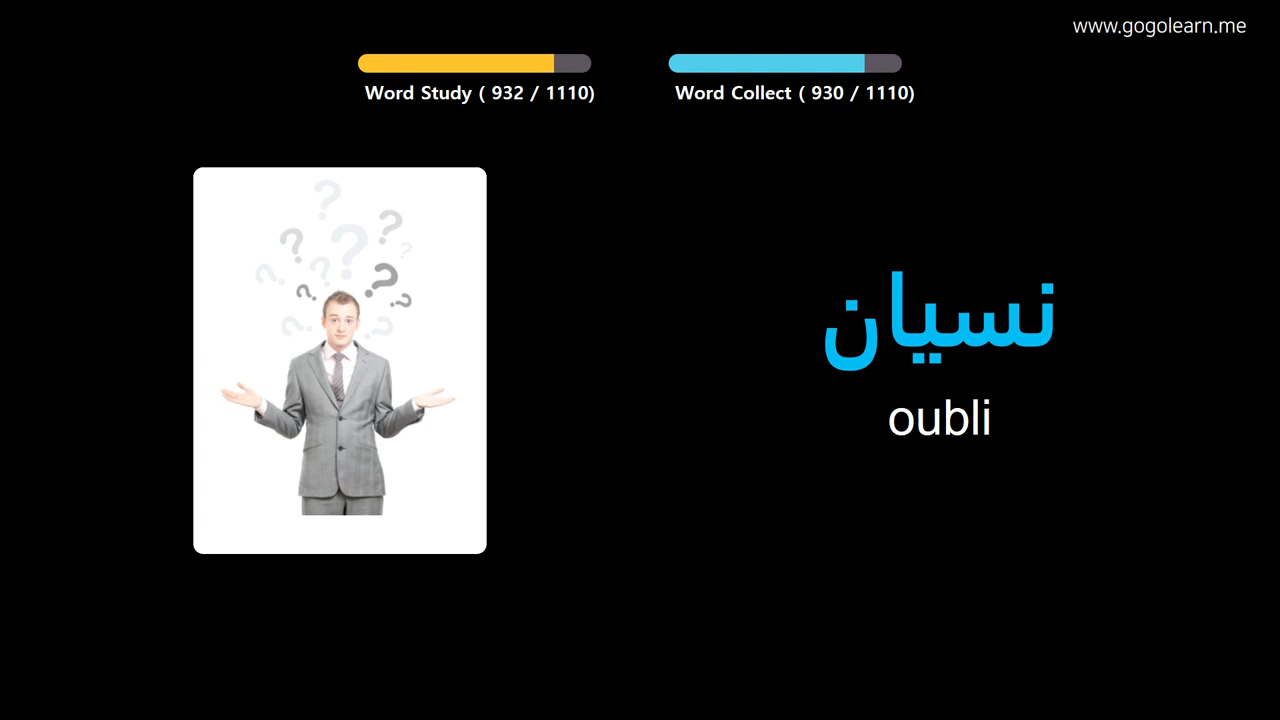 www.gogolearn.me
Word Study ( 932 / 1110)
Word Collect ( 930 / 1110)
نسيان
oubli